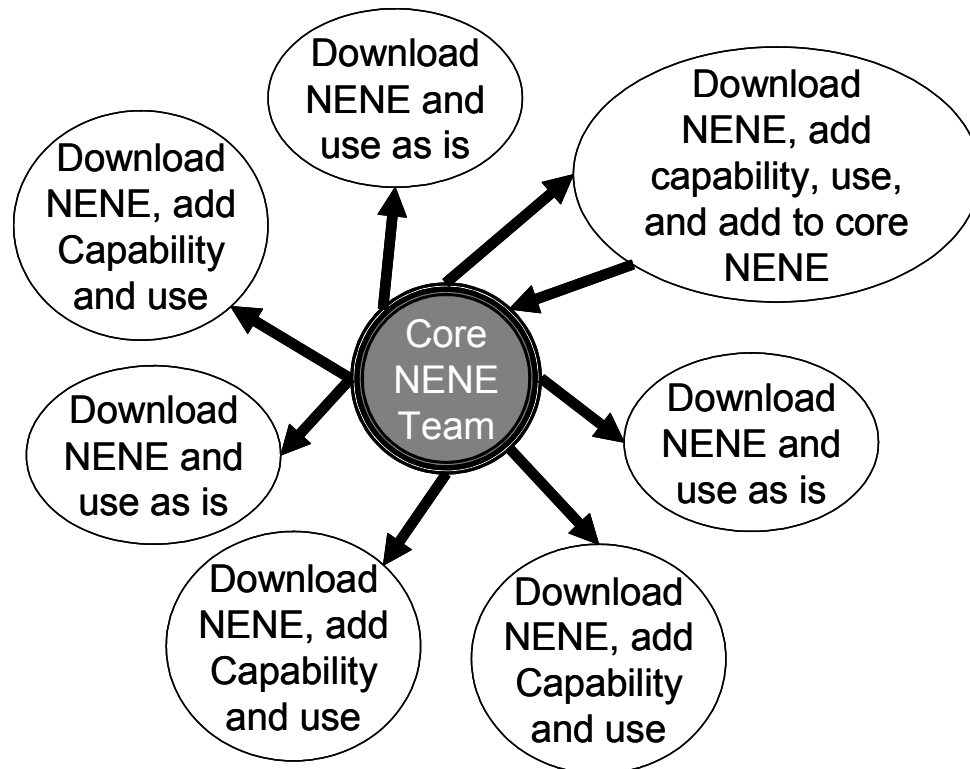 Download
NENE and
use as is
Download
NENE, add
capability, use,
and add to core
NENE
Download
NENE, add
Capability
and use
Core
NENE
Team
Download
NENE and
use as is
Download
NENE and
use as is
Download
NENE, add
Capability
and use
Download
NENE, add
Capability
and use